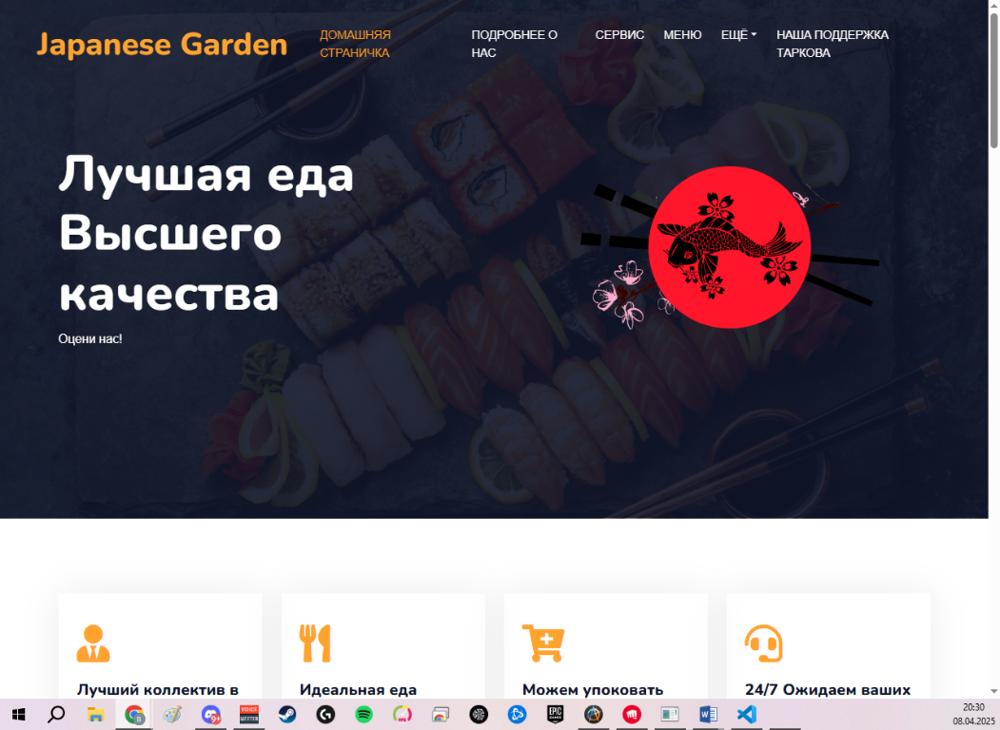 Japanese Garden
ДОМАШНЯЯ
СТРАНИЧКА
ПОДРОБНЕЕ О
НАС
СЕРВИС
МЕНЮ
ЕЩЁ
НАША ПОДДЕРЖКА
ТАРКОВА
Лучшая еда
Высшего
качества
Оцени нас!
Лучший коллектив в
Идеальная еда
Можем упоковать
24/7 Ожидаем ваших
VOICE
MEETER
EPIC
GAMES
20:30
08.04.2025